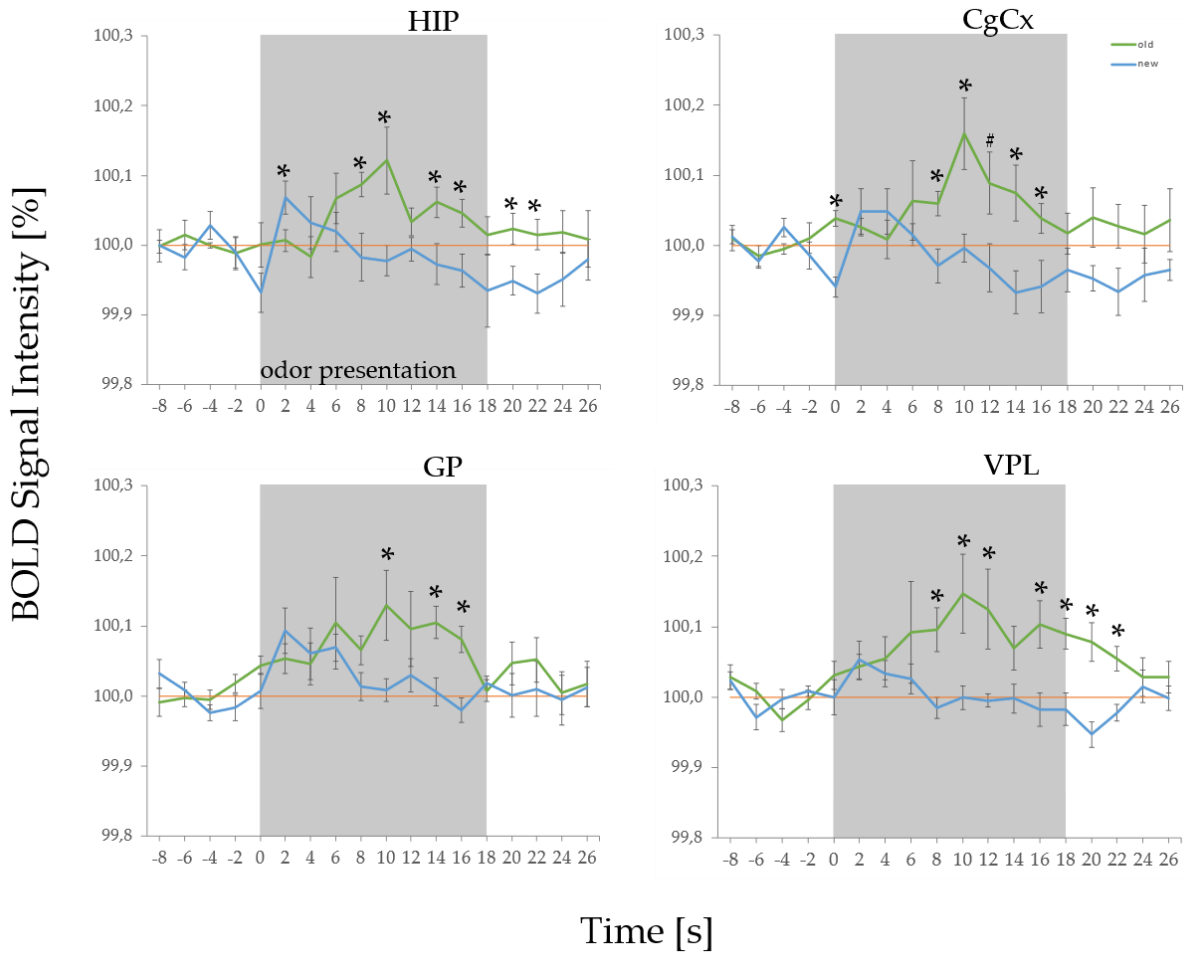 HIP
CgCx
old
new
BOLD Signal Intensity [%]
100,3
100,2
100,1
100,0
99,9
99,8
* * * * * * *
odor presentation
-8 -6 -4 -2 0 2 4 6 8 10 12 14 16 18 20 22 24 26
100,3
100,2
100,1
100,0
99,9
99,8
* * * # * *
-8 -6 -4 -2 0 2 4 6 8 10 12 14 16 18 20 22 24 26
GP
VPL
100,3
100,2
100,1
100,0
99,9
99,8
* * *
-8 -6 -4 -2 0 2 4 6 8 10 12 14 16 18 20 22 24 26
100,3
100,2
100,1
100,0
99,9
99,8
* * * * * * *
-8 -6 -4 -2 0 2 4 6 8 10 12 14 16 18 20 22 24 26
Time [s]